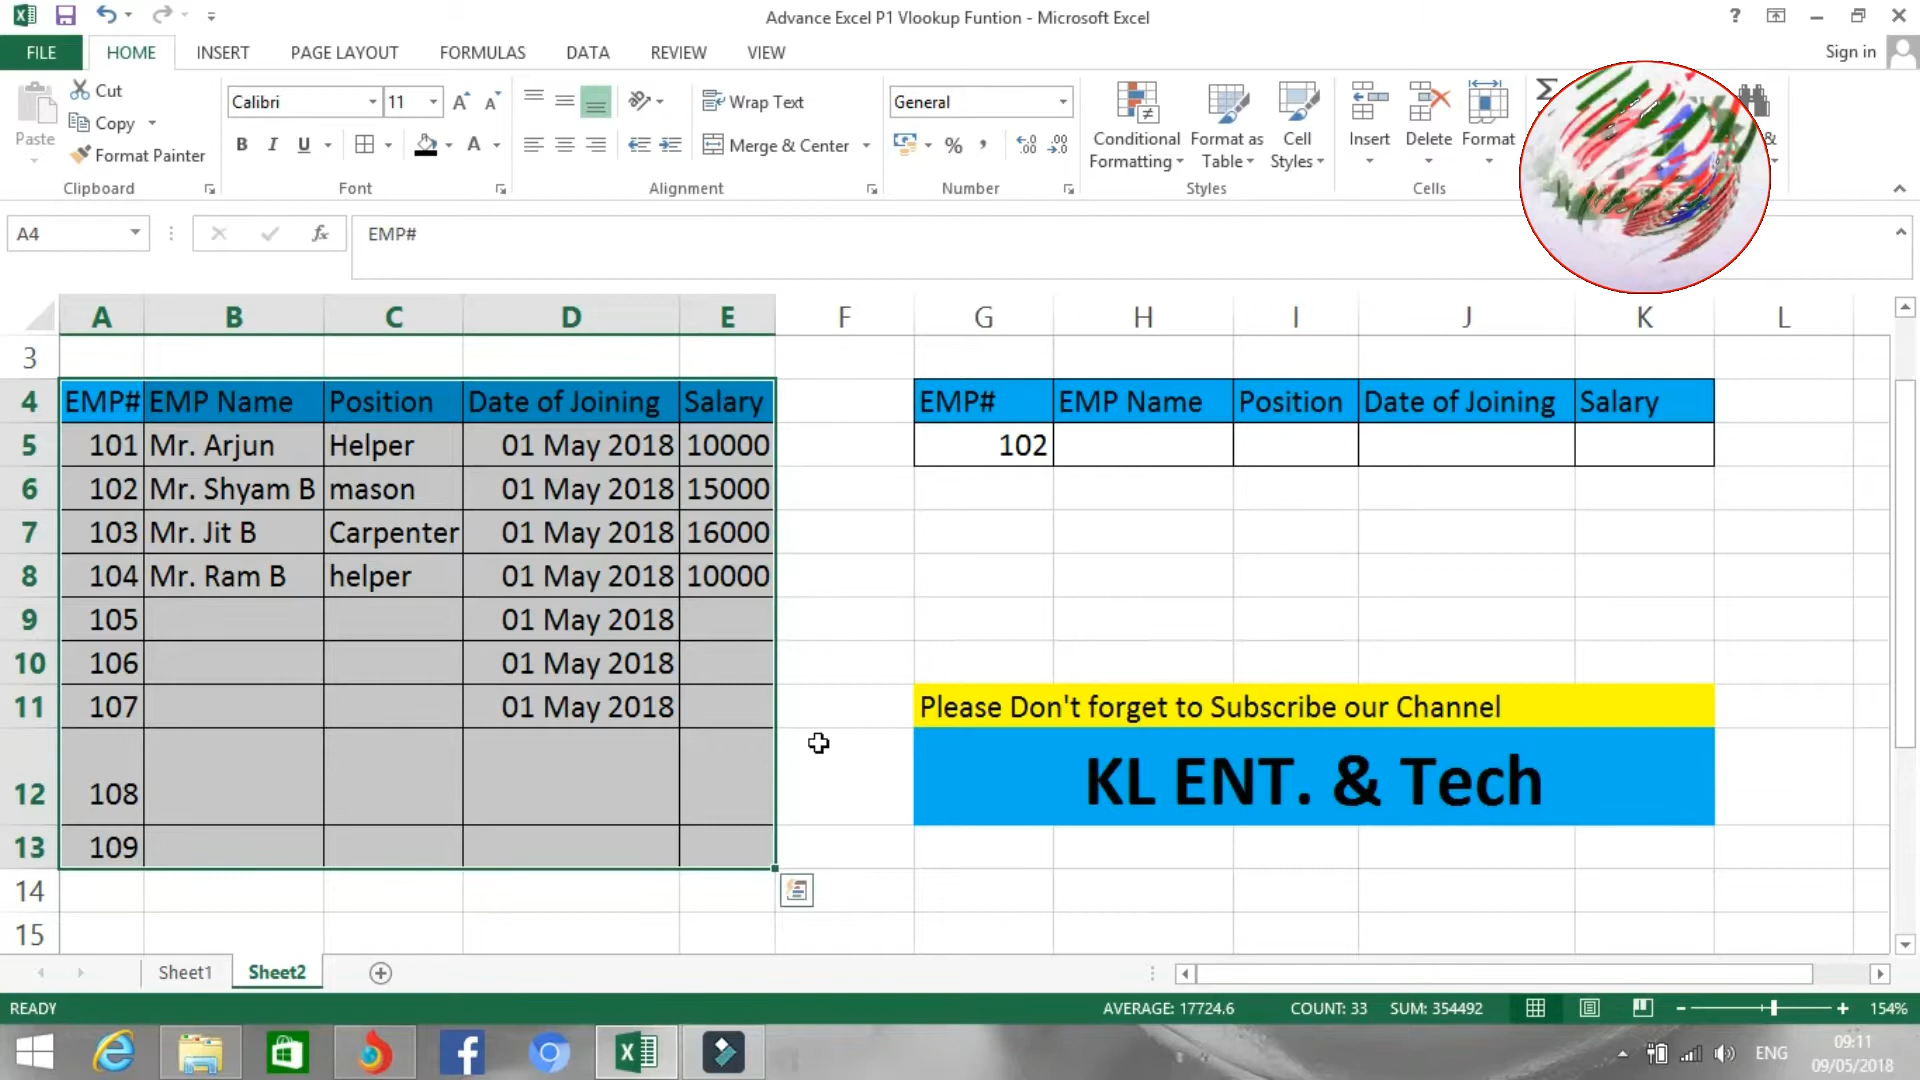 Advance Excel P1 Vlookup Funtion - Microsoft Excel
?
FILE HOME INSERT PAGE LAYOUT FORMULAS DATA REVIEW VIEW Sign in
Paste Cut Copy Format Painter
Calibri 11
B I U
Wrap Text
Merge & Center
General
%
Conditional Formatting
Format as Table
Cell Styles
Insert Delete Format
&
Clipboard Font Alignment Number Styles Cells
A4 fx EMP#
A B C D E F G H I J K L
3
4 EMP# EMP Name Position Date of Joining Salary EMP# EMP Name Position Date of Joining Salary
5 101 Mr. Arjun Helper 01 May 2018 10000 102
6 102 Mr. Shyam B mason 01 May 2018 15000
7 103 Mr. Jit B Carpenter 01 May 2018 16000
8 104 Mr. Ram B helper 01 May 2018 10000
9 105 01 May 2018
10 106 01 May 2018
11 107 01 May 2018 Please Don't forget to Subscribe our Channel
12 108 KL ENT. & Tech
13 109
14
15
Sheet1 Sheet2
READY AVERAGE: 17724.6 COUNT: 33 SUM: 354492 154%
ENG 09:11
09/05/2018